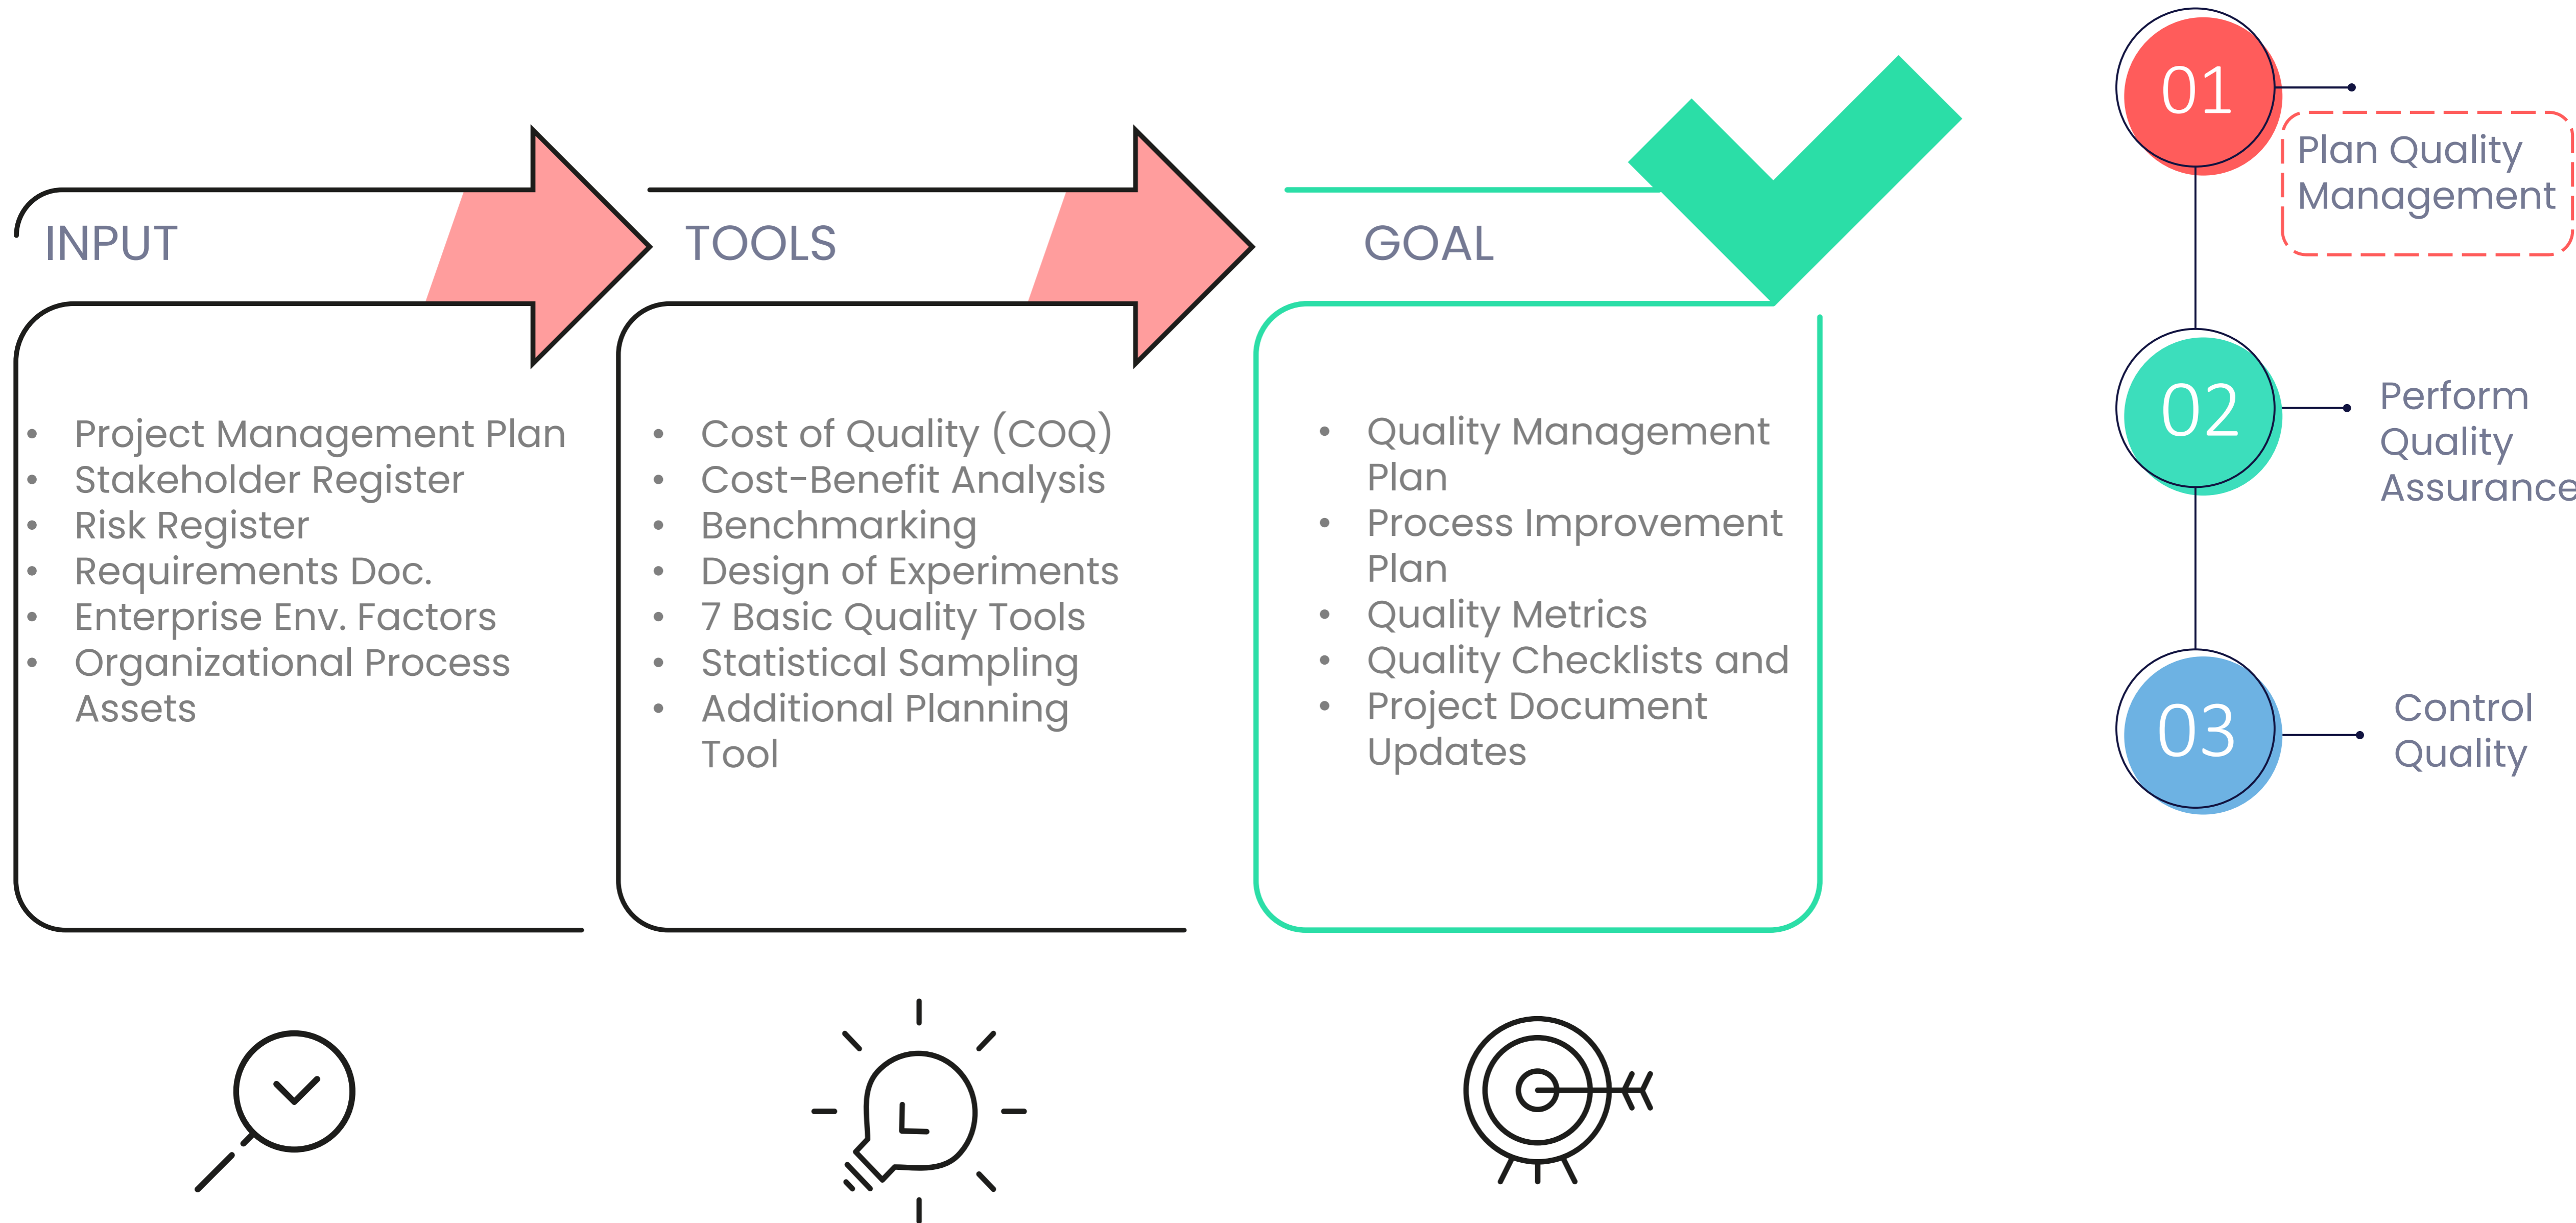 INPUT
• Project Management Plan
• Stakeholder Register
• Risk Register
• Requirements Doc.
• Enterprise Env. Factors
• Organizational Process
Assets
TOOLS
• Cost of Quality (COQ)
• Cost-Benefit Analysis
• Benchmarking
• Design of Experiments
• 7 Basic Quality Tools
• Statistical Sampling
• Additional Planning
Tool
GOAL
• Quality Management
Plan
• Process Improvement
Plan
• Quality Metrics
• Quality Checklists and
• Project Document
Updates
01
Plan Quality
Management
02
Perform
Quality
Assurance
03
Control
Quality